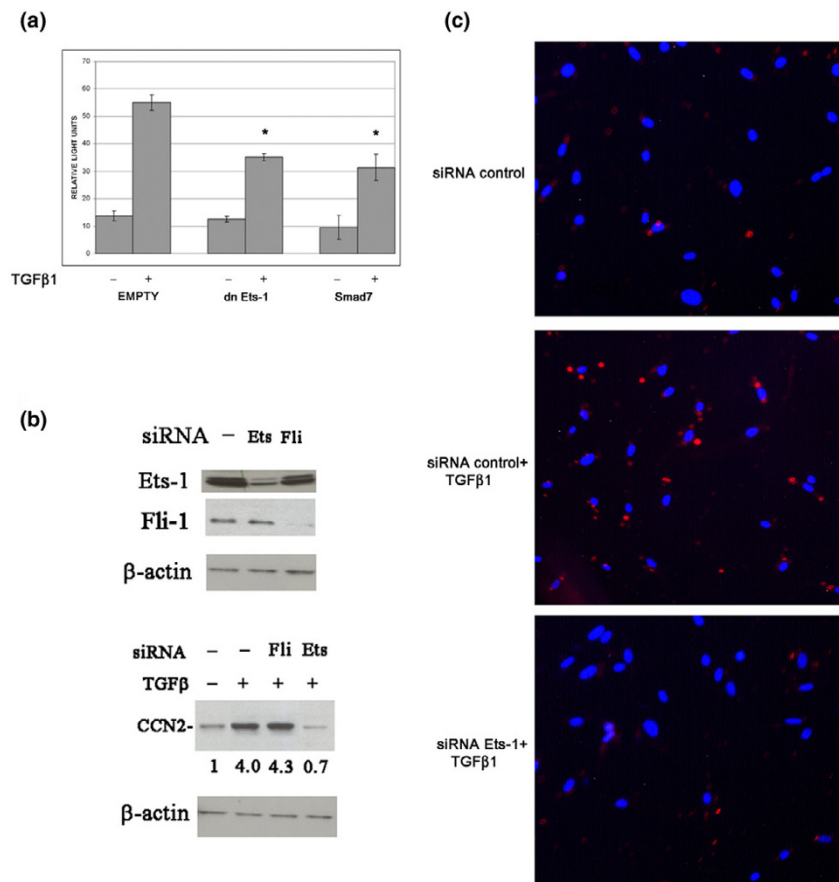 (a)
RELATIVE LIGHT UNITS
70
60
50
40
30
20
10
0
* *
TGFβ1 – + – + – +
EMPTY dn Ets-1 Smad7
(b)
siRNA – Ets Fli
Ets-1
Fli-1
β-actin
siRNA – – Fli Ets
TGFβ – + + +
CCN2-
1 4.0 4.3 0.7
β-actin
(c)
siRNA control
siRNA control+
TGFβ1
siRNA Ets-1+
TGFβ1